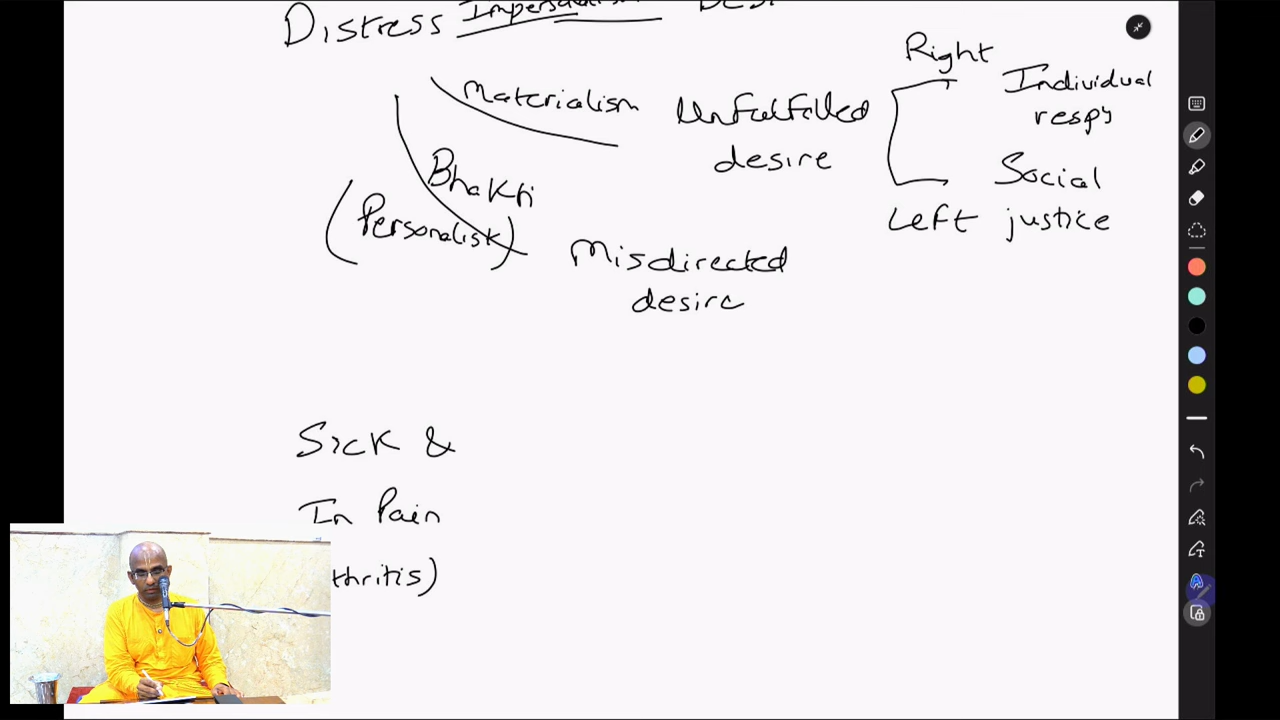 Distress
Materialism
Unfulfilled
desire
Right
Individual
respy
Social
Left justice
Bhakti
(Personalist)
Misdirected
desire
Sick &
In Pain
thritis)